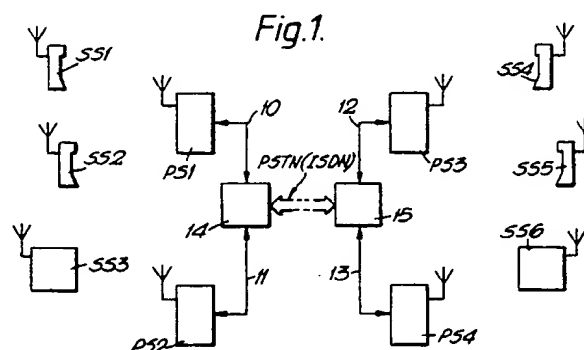 Fig.1.
SS1
SS2
SS3
PS1
10
PSTN(ISDN)
14
11
PS2
12
PS3
15
13
PS4
SS4
SS5
SS6